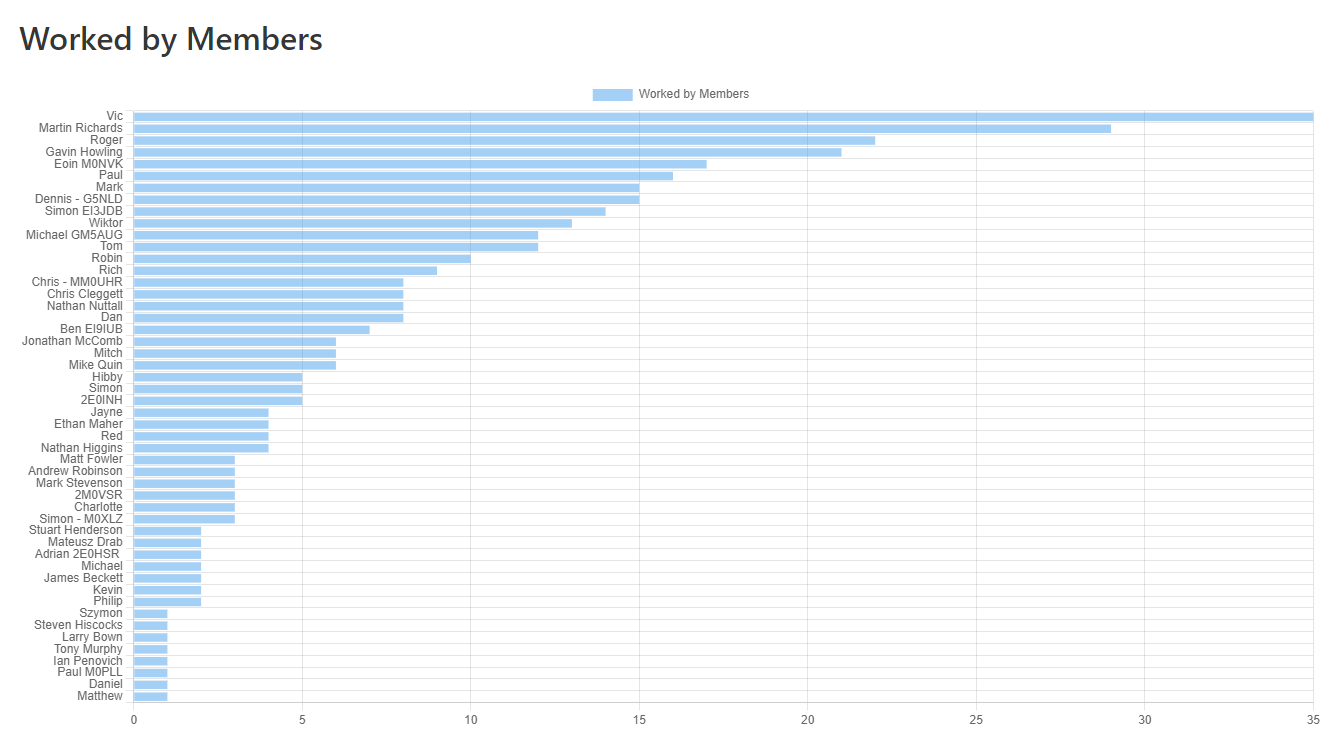 Worked by Members
Worked by Members
Vic
Martin Richards
Roger
Gavin Howling
Eoin M0NVK
Paul
Mark
Dennis - G5NLD
Simon EI3JDB
Wiktor
Michael GM5AUG
Tom
Robin
Rich
Chris - MM0UHR
Chris Cleggett
Nathan Nuttall
Dan
Ben EI9IUB
Jonathan McComb
Mitch
Mike Quin
Hibby
Simon
2E0INH
Jayne
Ethan Maher
Red
Nathan Higgins
Matt Fowler
Andrew Robinson
Mark Stevenson
2M0VSR
Charlotte
Simon - M0XLZ
Stuart Henderson
Mateusz Drab
Adrian 2E0HSR
Michael
James Beckett
Kevin
Philip
Szymon
Steven Hiscocks
Larry Bown
Tony Murphy
Ian Penovich
Paul M0PLL
Daniel
Matthew
0 5 10 15 20 25 30 35